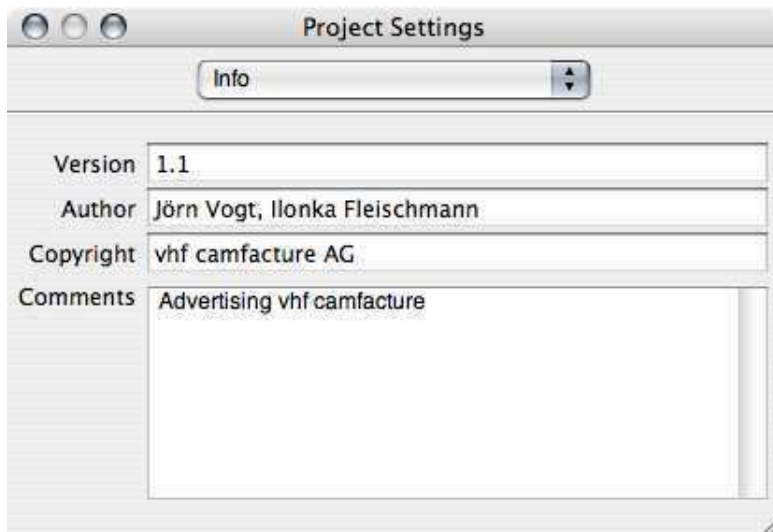 Project Settings
Info
Version 1.1
Author Jörn Vogt, Ilonka Fleischmann
Copyright vhf camfacture AG
Comments Advertising vhf camfacture